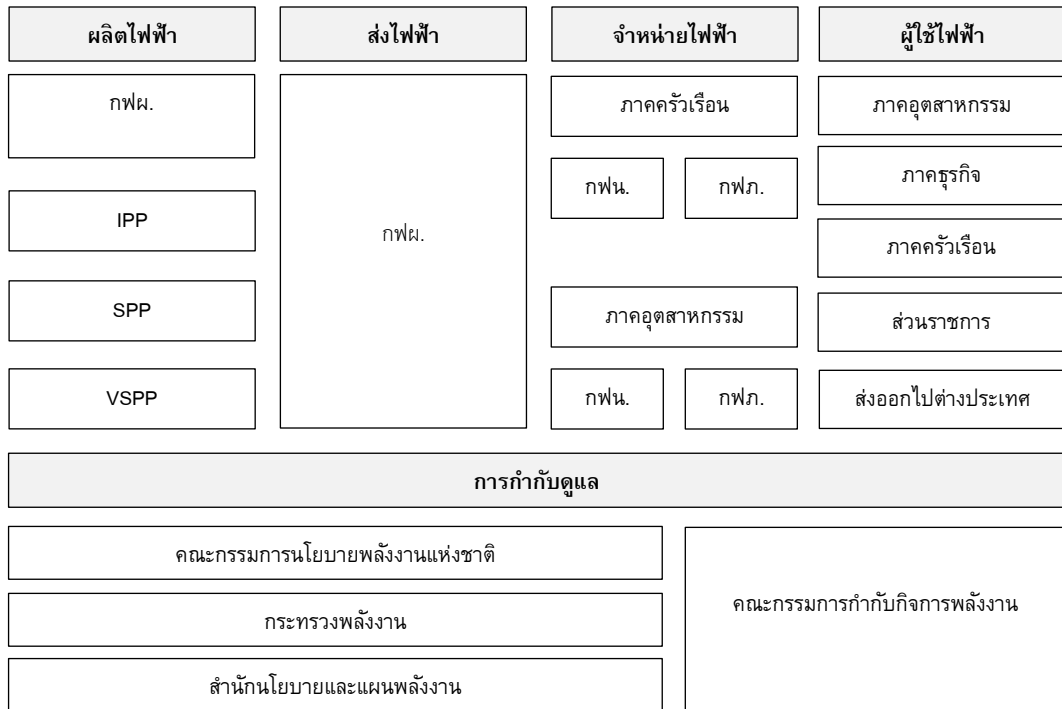 ผลิตไฟฟ้า
ส่งไฟฟ้า
จำหน่ายไฟฟ้า
ผู้ใช้ไฟฟ้า
กฟผ.
IPP
SPP
VSPP
กฟผ.
ภาคครัวเรือน
กฟน.
กฟภ.
ภาคอุตสาหกรรม
กฟน.
กฟภ.
ภาคอุตสาหกรรม
ภาคธุรกิจ
ภาคครัวเรือน
ส่วนราชการ
ส่งออกไปต่างประเทศ
การกำกับดูแล
คณะกรรมการนโยบายพลังงานแห่งชาติ
กระทรวงพลังงาน
สำนักนโยบายและแผนพลังงาน
คณะกรรมการกำกับกิจการพลังงาน